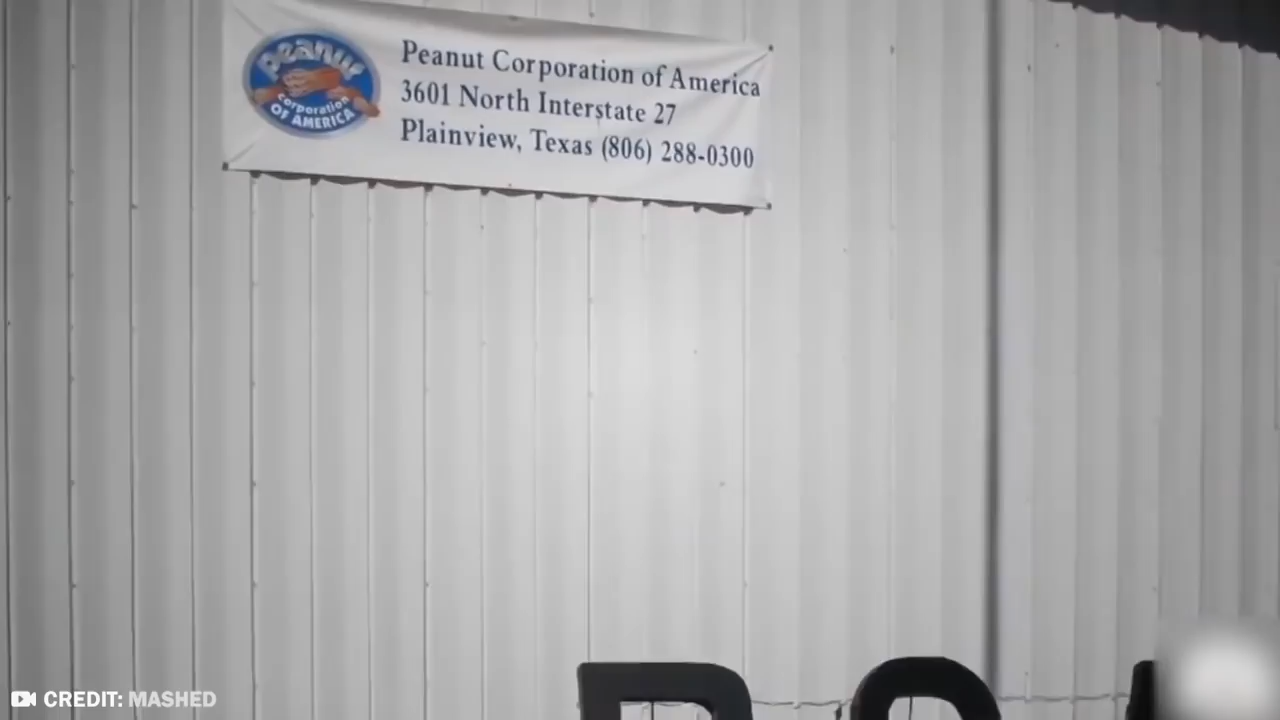 Peanut
corporation
OF AMERICA
Peanut Corporation of America
3601 North Interstate 27
Plainview, Texas (806) 288-0300
CREDIT: MASHED